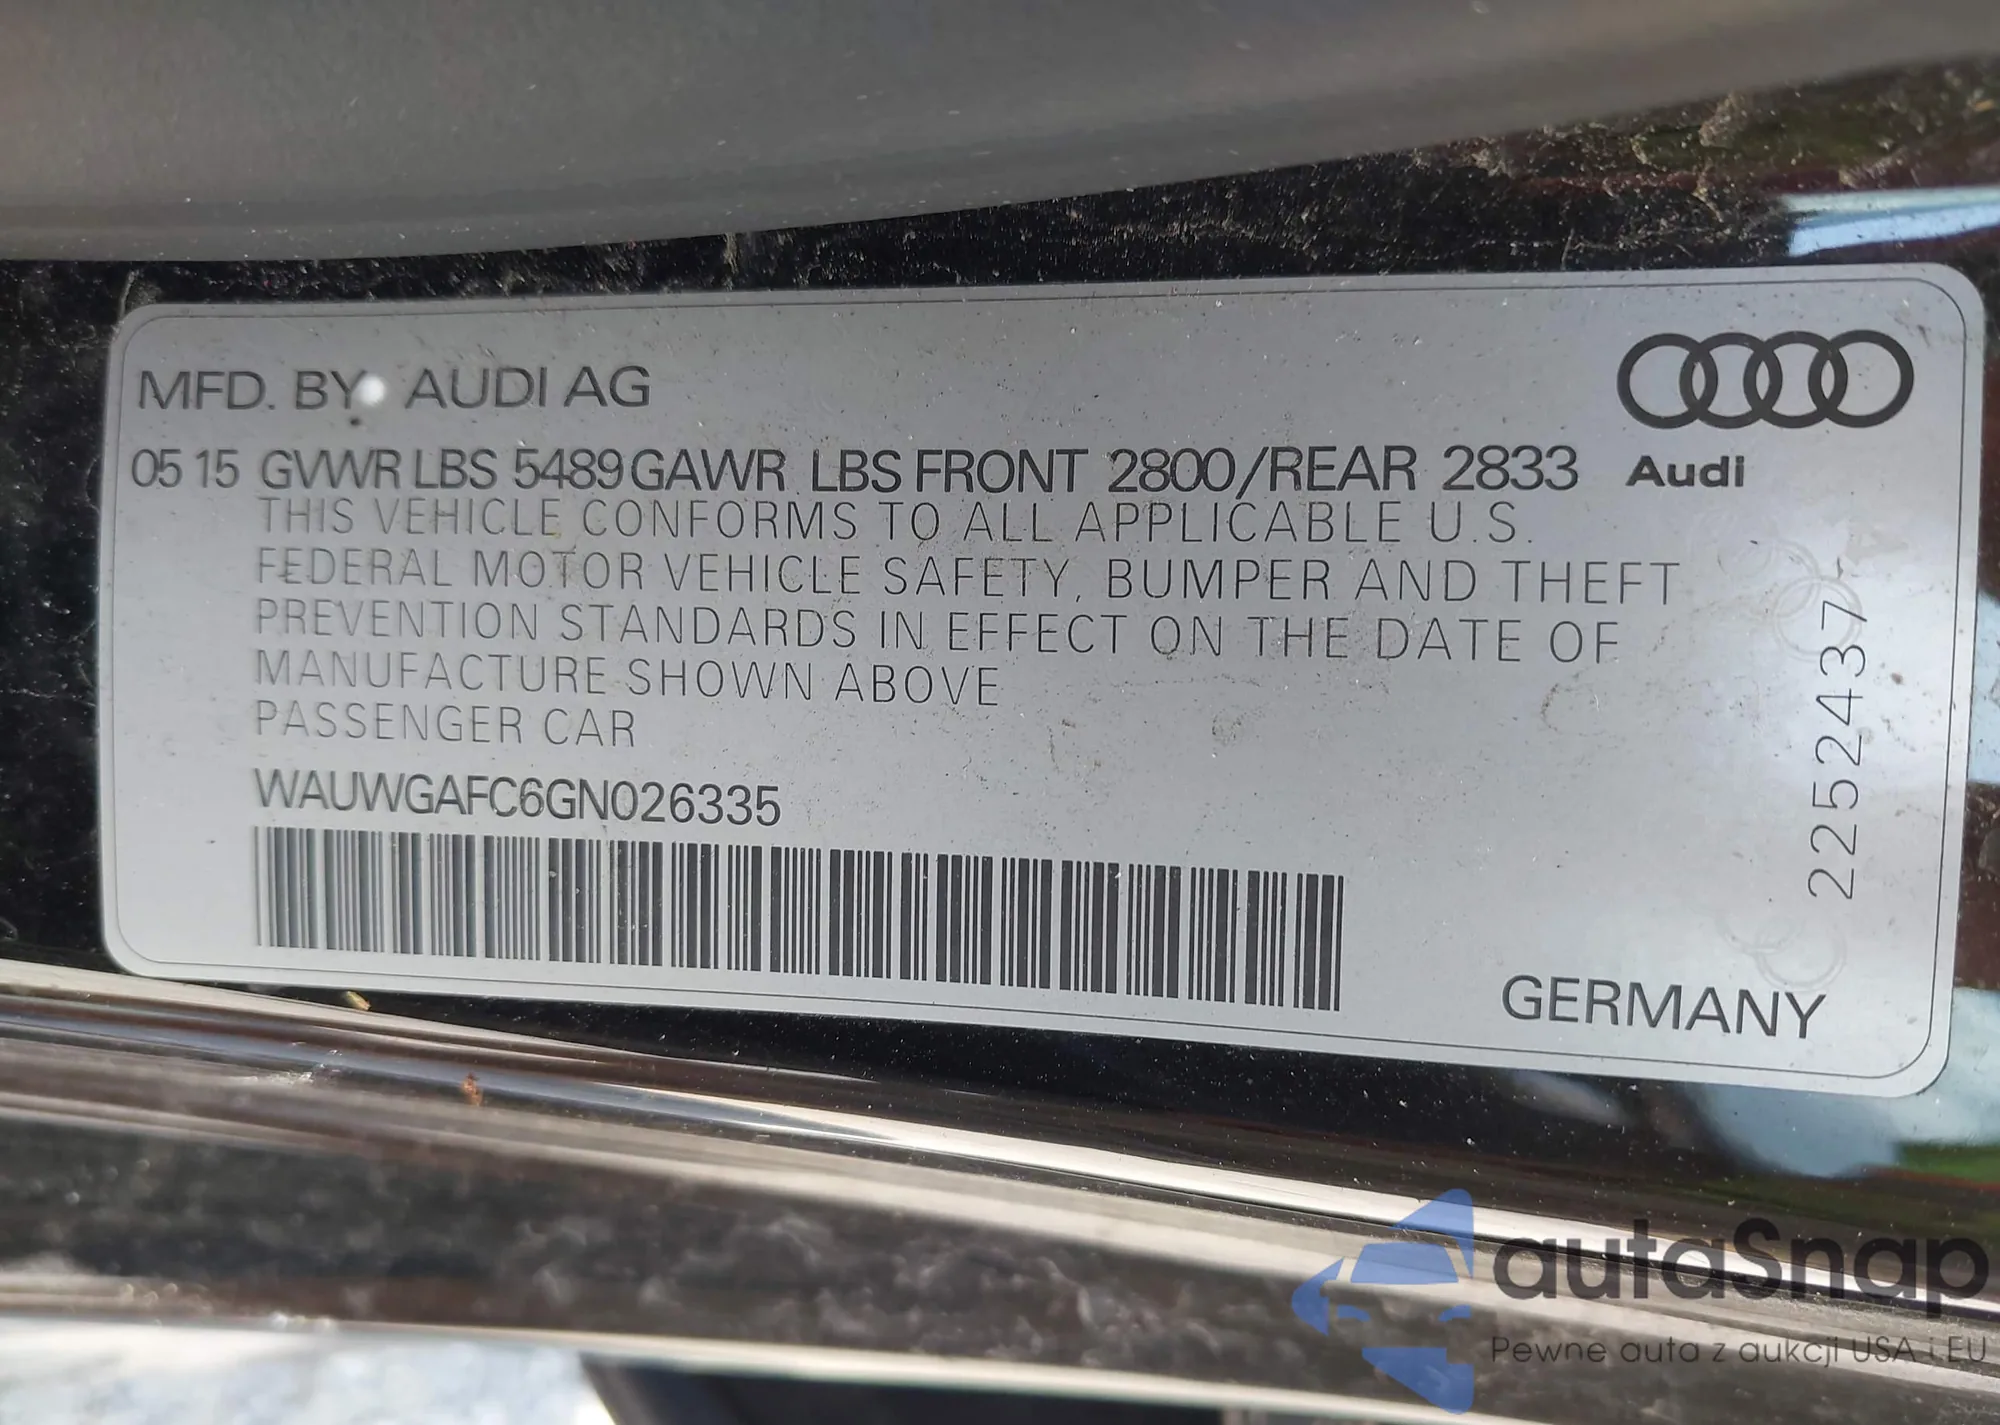 MFD. BY AUDI AG
05 15 GVWR LBS 5489 GAWR LBS FRONT 2800/REAR 2833
Audi
THIS VEHICLE CONFORMS TO ALL APPLICABLE U.S.
FEDERAL MOTOR VEHICLE SAFETY, BUMPER AND THEFT
PREVENTION STANDARDS IN EFFECT ON THE DATE OF
MANUFACTURE SHOWN ABOVE
PASSENGER CAR
WAUWGAFC6GN026335
2252437
GERMANY
autaSnap
Pewne auta z aukcji USA i EU